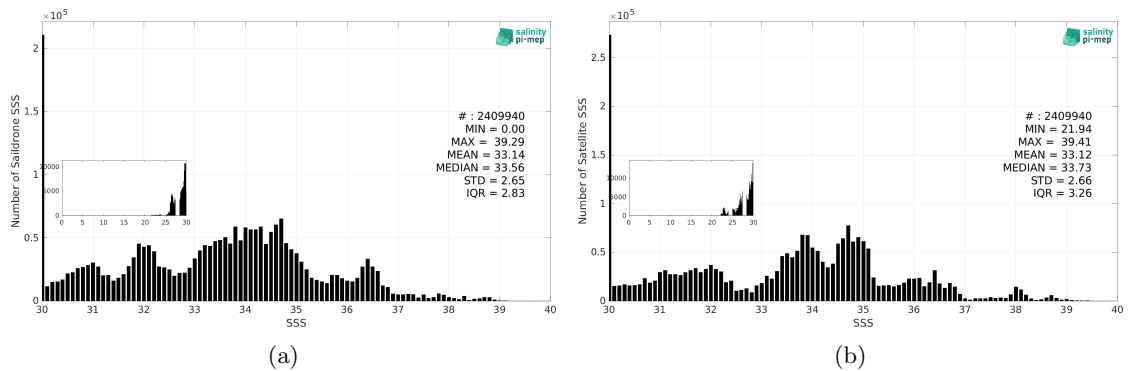 ×10⁵
2
1.5
1
0.5
0
Number of Saildrone SSS
salinity
pi-mep
# : 2409940
MIN = 0.00
MAX = 39.29
MEAN = 33.14
MEDIAN = 33.56
STD = 2.65
IQR = 2.83
10000
5000
0
0 5 10 15 20 25 30
30 31 32 33 34 35 36 37 38 39 40
SSS
(a)
×10⁵
2.5
2
1.5
1
0.5
0
Number of Satellite SSS
salinity
pi-mep
# : 2409940
MIN = 21.94
MAX = 39.41
MEAN = 33.12
MEDIAN = 33.73
STD = 2.66
IQR = 3.26
10000
5000
0
0 5 10 15 20 25 30
30 31 32 33 34 35 36 37 38 39 40
SSS
(b)